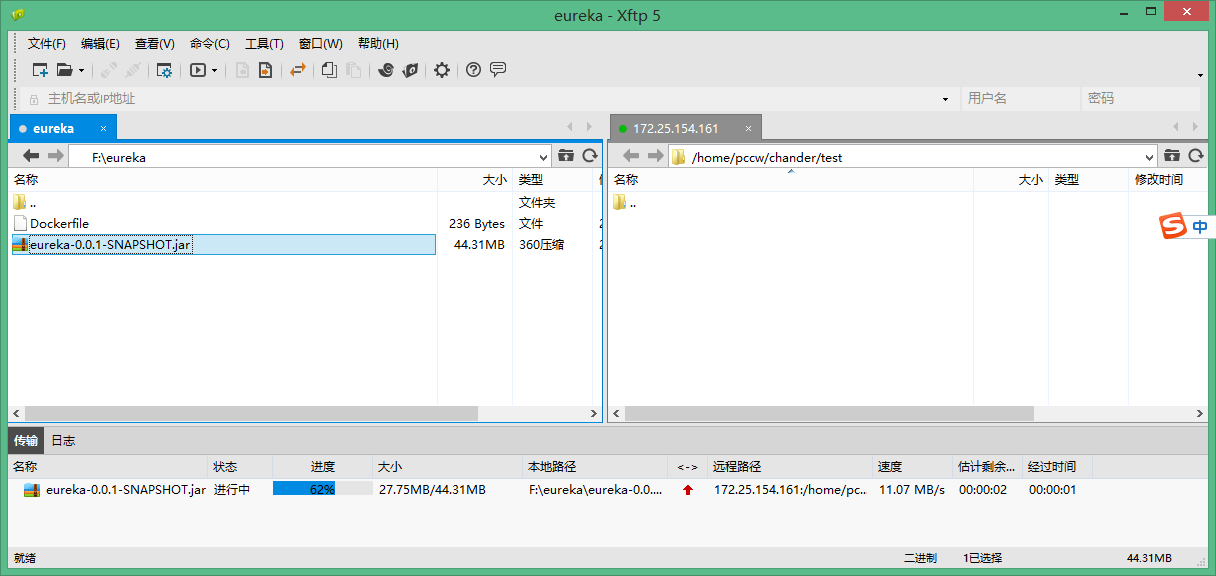 eureka - Xftp 5
文件(F) 编辑(E) 查看(V) 命令(C) 工具(T) 窗口(W) 帮助(H)
主机名或IP地址 用户名 密码
eureka × 172.25.154.161 ×
F:\eureka /home/pccw/chander/test
名称 大小 类型 名称 大小 类型 修改时间
.. 文件夹 ..
Dockerfile 236 Bytes 文件
eureka-0.0.1-SNAPSHOT.jar 44.31MB 360压缩
中
传输 日志
名称 状态 进度 大小 本地路径 <-> 远程路径 速度 估计剩余... 经过时间
eureka-0.0.1-SNAPSHOT.jar 进行中 62% 27.75MB/44.31MB F:\eureka\eureka-0.0.... 172.25.154.161:/home/pc... 11.07 MB/s 00:00:02 00:00:01
就绪 二进制 1已选择 44.31MB